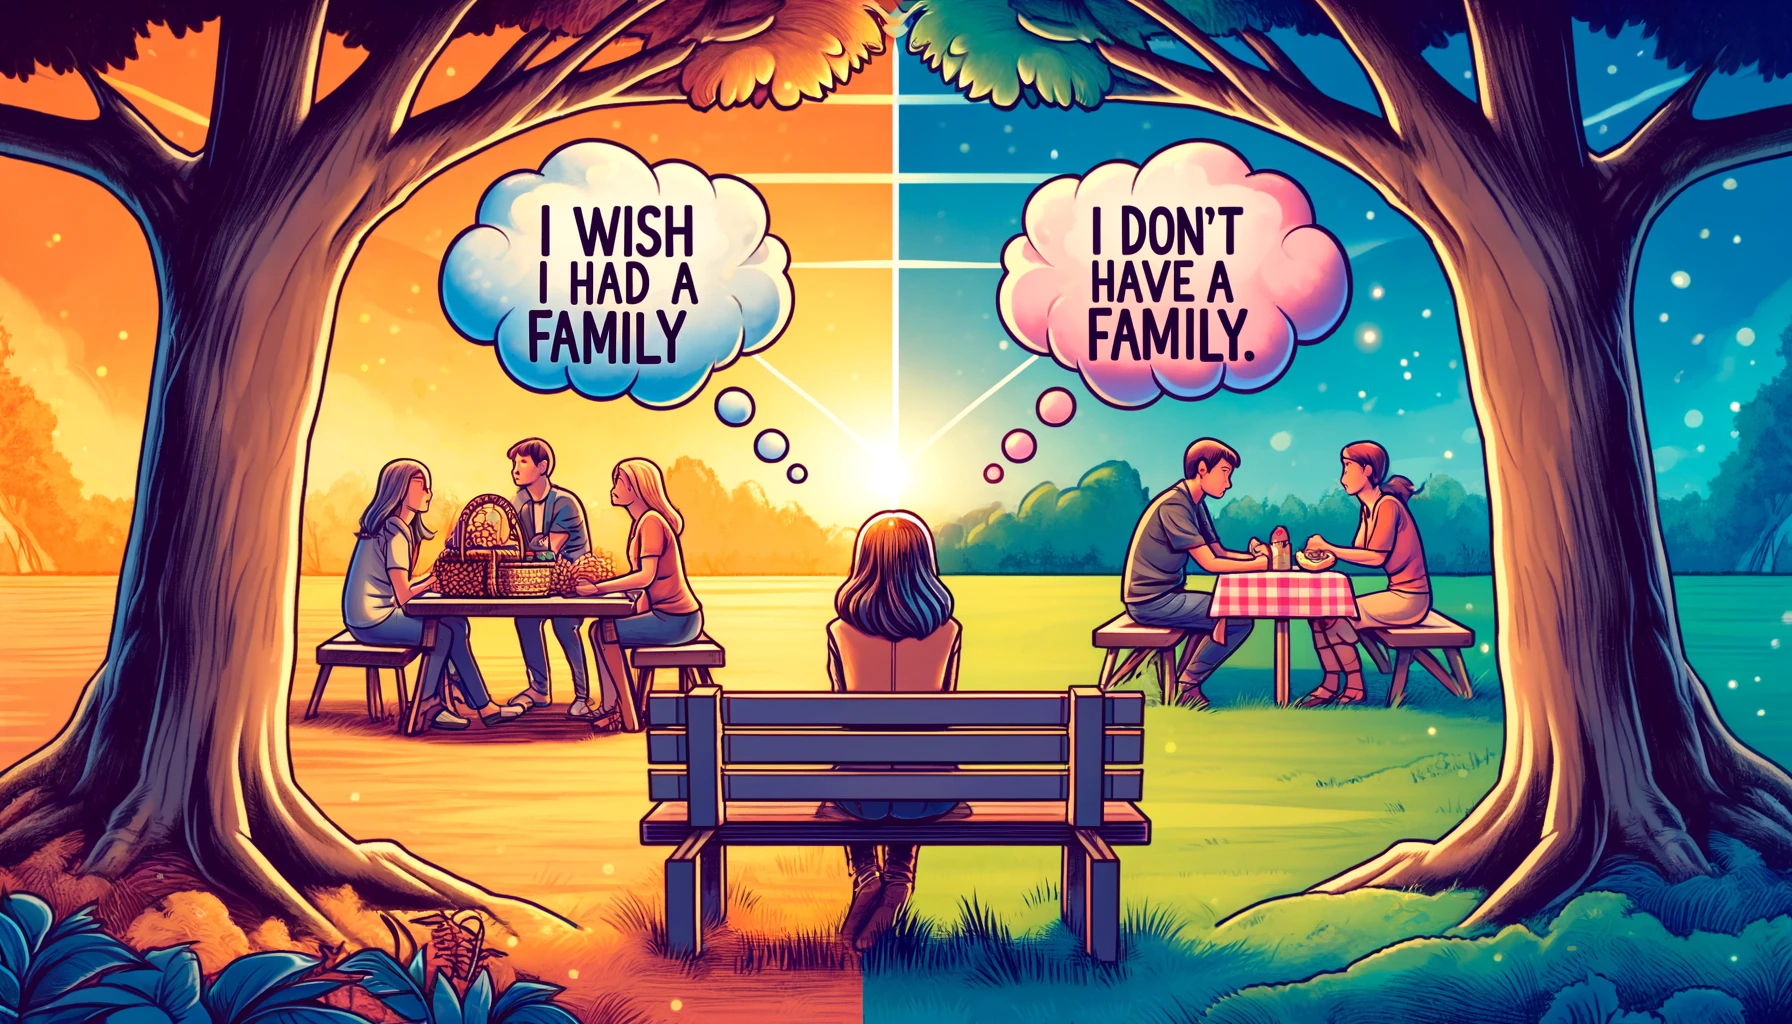 I WISH
I HAD A
FAMILY
I DON'T
HAVE A
FAMILY.